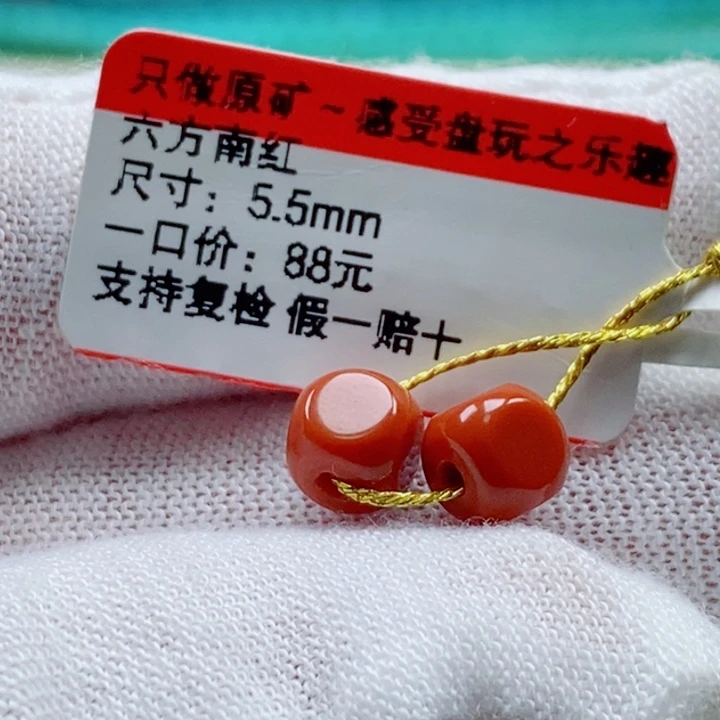 只做原矿~感受盘玩之乐趣
六方南红
尺寸：5.5mm
一口价：88元
支持复检 假一赔十